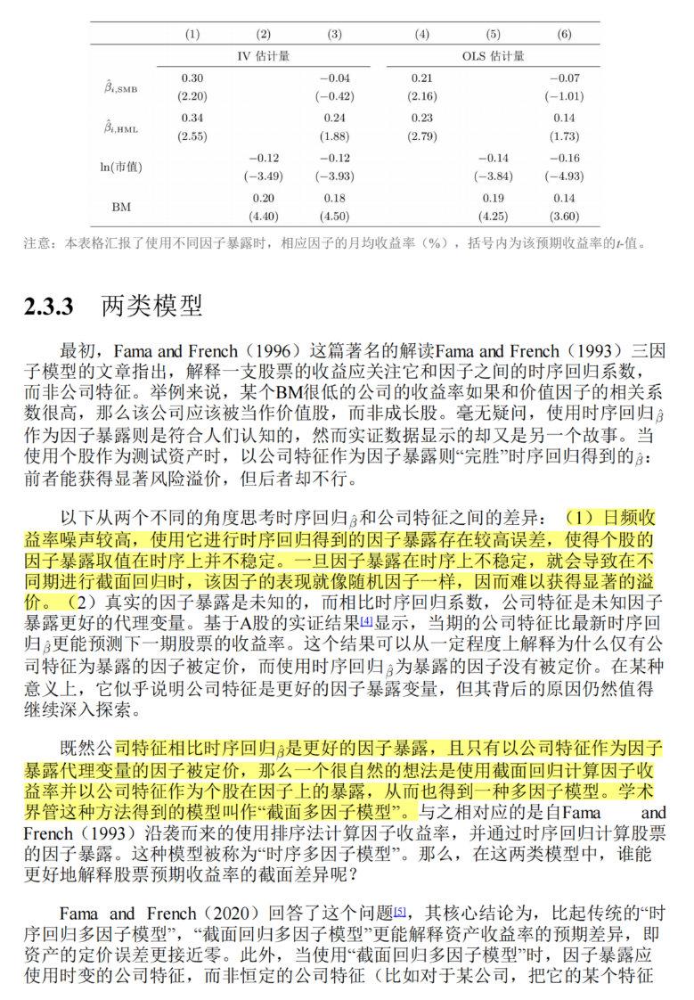 (1) (2) (3) (4) (5) (6)
IV 估计量 OLS 估计量
β̂i,SMB 0.30 −0.04 0.21 −0.07
(2.20) (−0.42) (2.16) (−1.01)
β̂i,HML 0.34 0.24 0.23 0.14
(2.55) (1.88) (2.79) (1.73)
ln(市值) −0.12 −0.12 −0.14 −0.16
(−3.49) (−3.93) (−3.84) (−4.93)
BM 0.20 0.18 0.19 0.14
(4.40) (4.50) (4.25) (3.60)
注意：本表格汇报了使用不同因子暴露时，相应因子的月均收益率（%），括号内为该预期收益率的t-值。
2.3.3 两类模型
最初，Fama and French（1996）这篇著名的解读Fama and French（1993）三因
子模型的文章指出，解释一支股票的收益应关注它和因子之间的时序回归系数，
而非公司特征。举例来说，某个BM很低的公司的收益率如果和价值因子的相关系
数很高，那么该公司应该被当作价值股，而非成长股。毫无疑问，使用时序回归β̂
作为因子暴露则是符合人们认知的，然而实证数据显示的却又是另一个故事。当
使用个股作为测试资产时，以公司特征作为因子暴露则“完胜”时序回归得到的β̂：
前者能获得显著风险溢价，但后者却不行。
以下从两个不同的角度思考时序回归β̂和公司特征之间的差异：（1）日频收
益率噪声较高，使用它进行时序回归得到的因子暴露存在较高误差，使得个股的
因子暴露取值在时序上并不稳定。一旦因子暴露在时序上不稳定，就会导致在不
同期进行截面回归时，该因子的表现就像随机因子一样，因而难以获得显著的溢
价。（2）真实的因子暴露是未知的，而相比时序回归系数，公司特征是未知因子
暴露更好的代理变量。基于A股的实证结果[4]显示，当期的公司特征比最新时序回
归β̂更能预测下一期股票的收益率。这个结果可以从一定程度上解释为什么仅有公
司特征为暴露的因子被定价，而使用时序回归β̂为暴露的因子没有被定价。在某种
意义上，它似乎说明公司特征是更好的因子暴露变量，但其背后的原因仍然值得
继续深入探索。
既然公司特征相比时序回归β̂是更好的因子暴露，且只有以公司特征作为因子
暴露代理变量的因子被定价，那么一个很自然的想法是使用截面回归计算因子收
益率并以公司特征作为个股在因子上的暴露，从而也得到一种多因子模型。学术
界管这种方法得到的模型叫作“截面多因子模型”。与之相对应的是自Fama and
French（1993）沿袭而来的使用排序法计算因子收益率，并通过时序回归计算股票
的因子暴露。这种模型被称为“时序多因子模型”。那么，在这两类模型中，谁能
更好地解释股票预期收益率的截面差异呢？
Fama and French（2020）回答了这个问题[5]，其核心结论为，比起传统的“时
序回归多因子模型”，“截面回归多因子模型”更能解释资产收益率的预期差异，即
资产的定价误差更接近零。此外，当使用“截面回归多因子模型”时，因子暴露应
使用时变的公司特征，而非恒定的公司特征（比如对于某公司，把它的某个特征